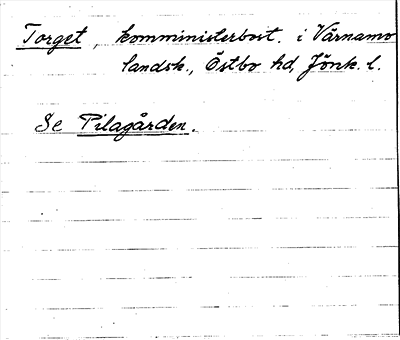 Torget, komministerbost. i Värnamo
landsk., Östbo hd, Jönk. l.
Se Pilagården.